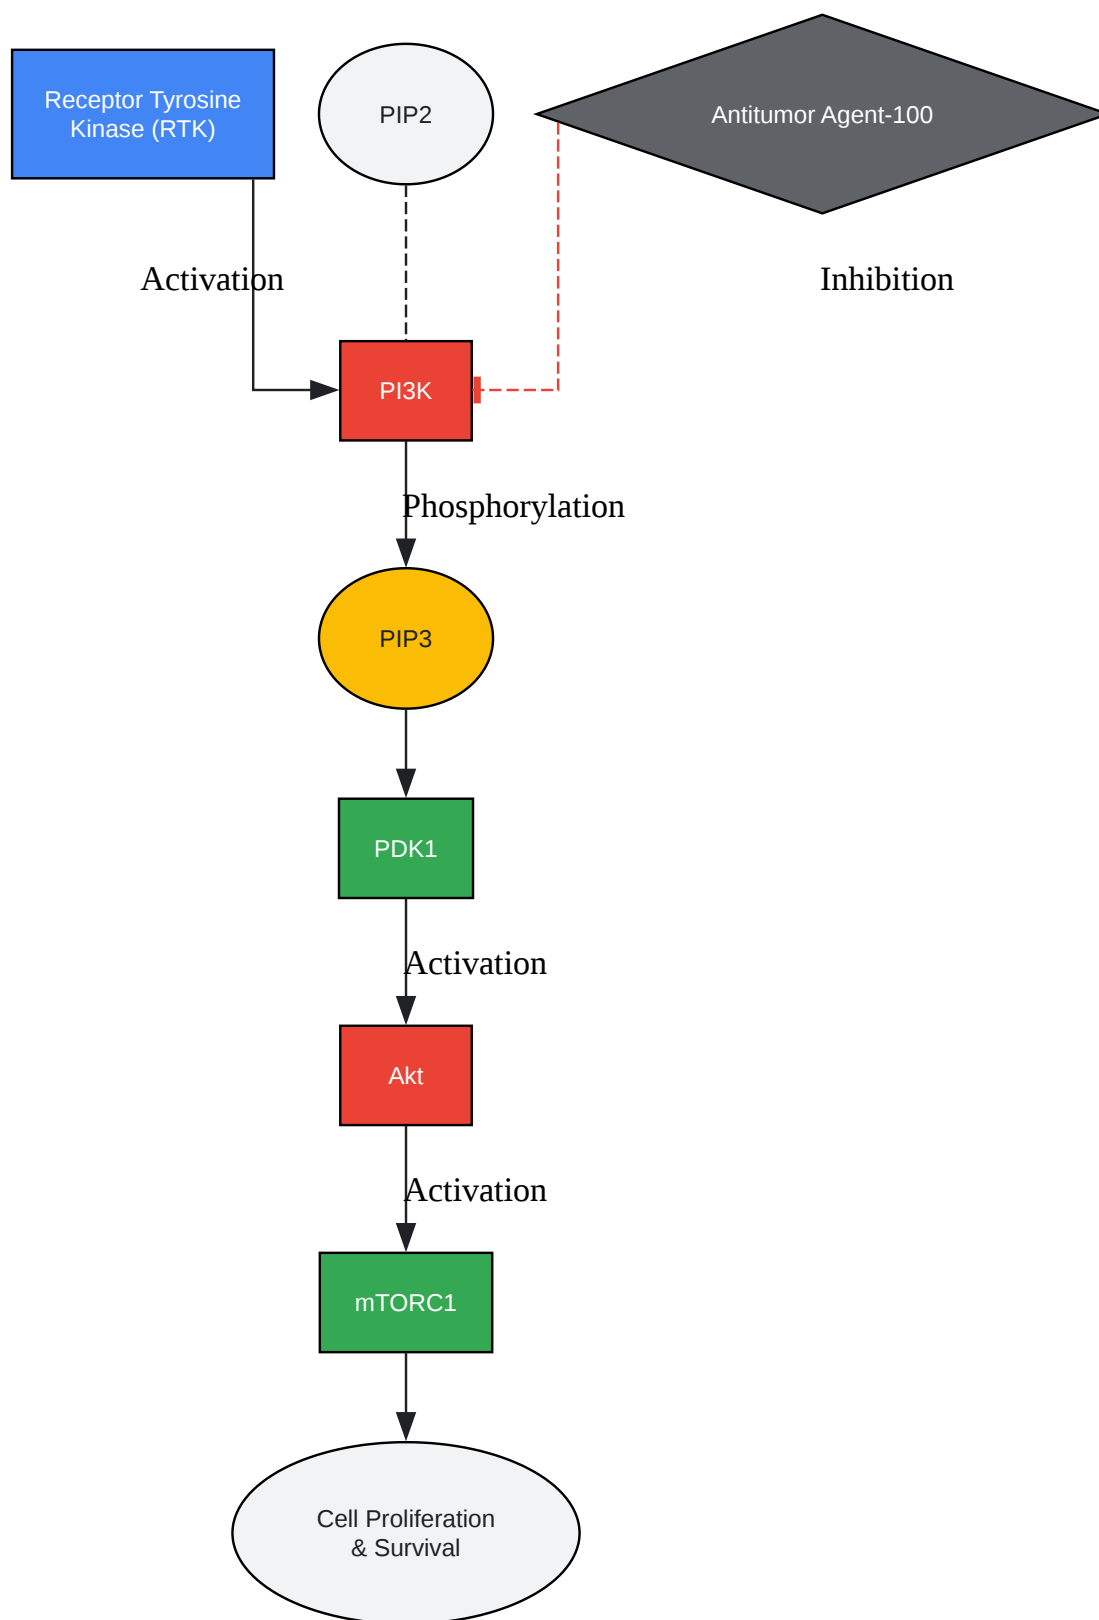 Receptor Tyrosine
Kinase (RTK)
PIP2
Antitumor Agent-100
Activation
Inhibition
PI3K
Phosphorylation
PIP3
PDK1
Activation
Akt
Activation
mTORC1
Cell Proliferation
& Survival